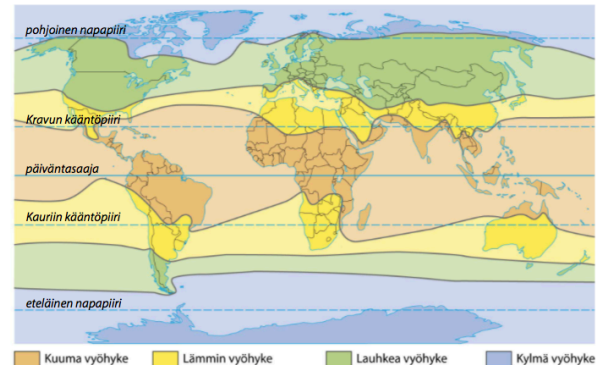 pohjoinen napapiiri
Kravun kääntöpiiri
päiväntasaaja
Kauriin kääntöpiiri
eteläinen napapiiri
Kuuma vyöhyke Lämmin vyöhyke Lauhkea vyöhyke Kylmä vyöhyke